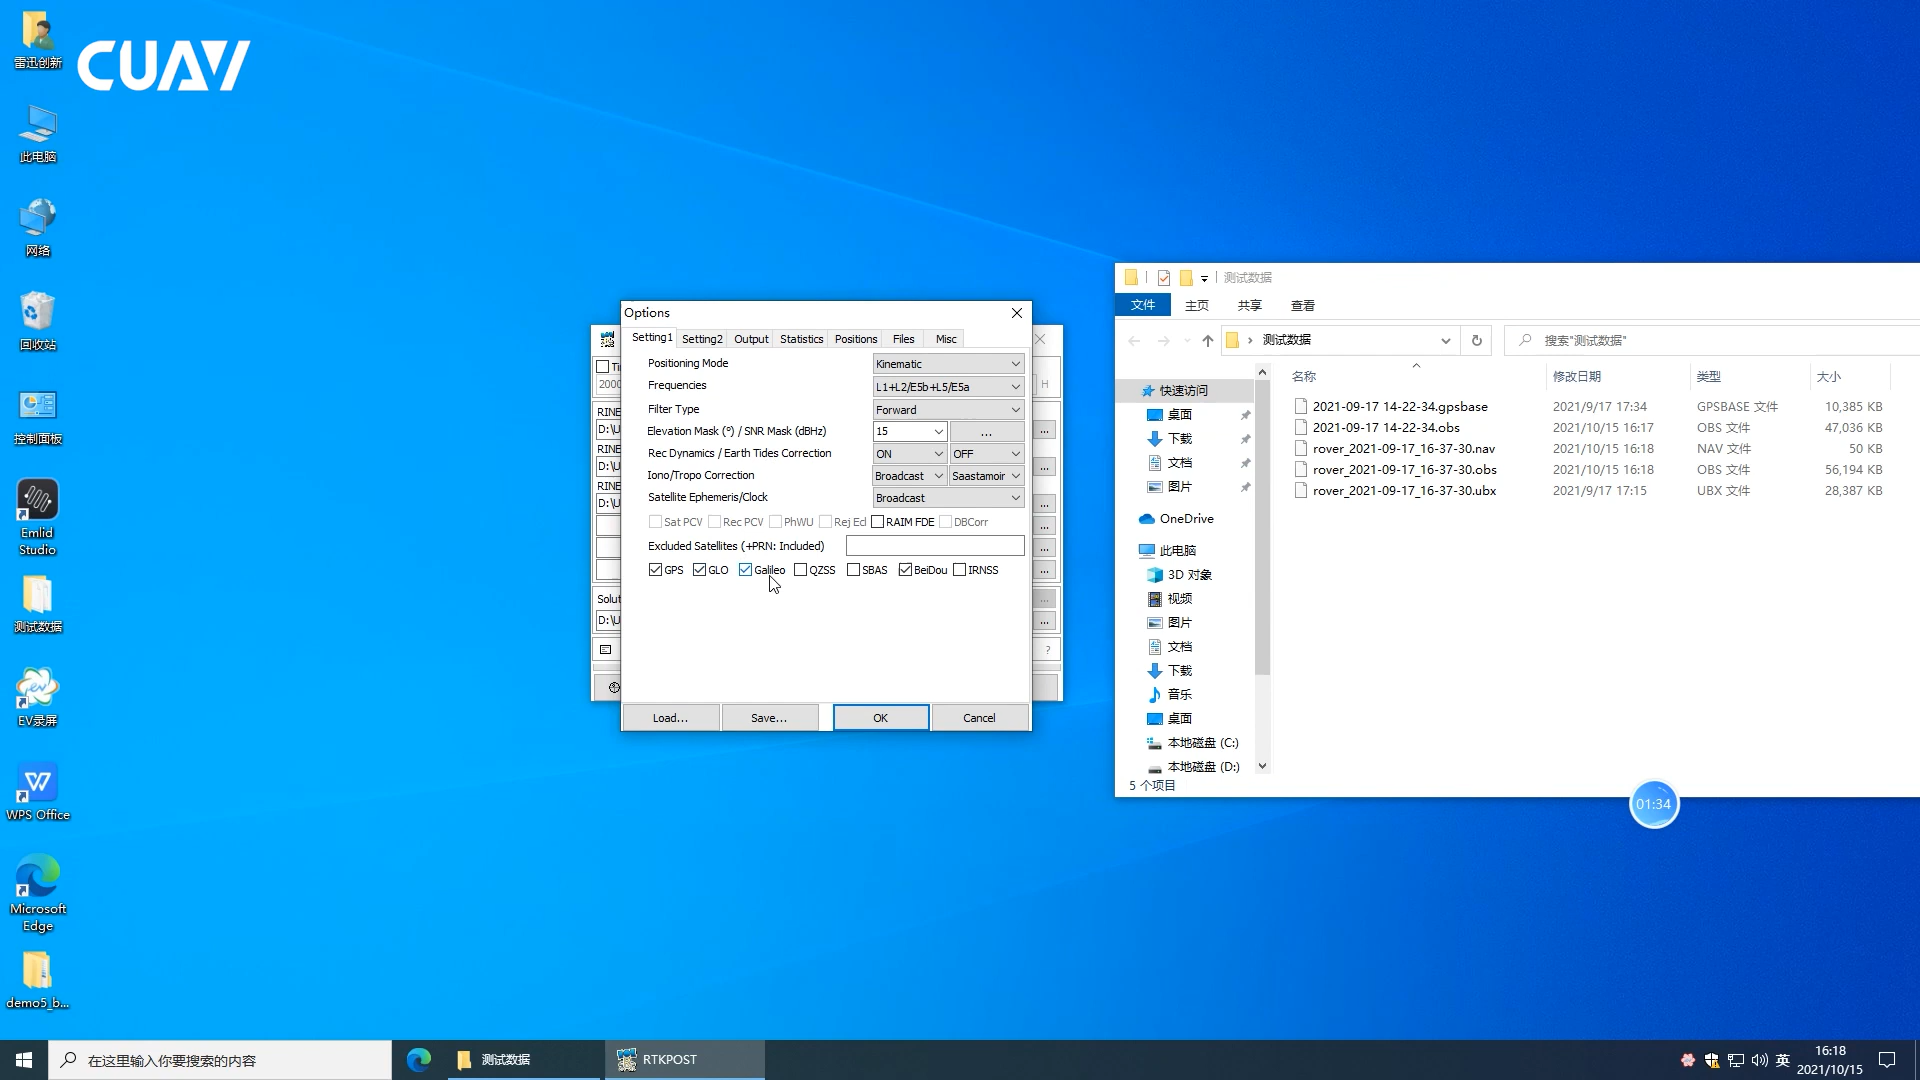 雷迅创新
CUAV
此电脑
网络
回收站
控制面板
Emlid
Studio
测试数据
EV录屏
WPS Office
Microsoft
Edge
demo5_b...
Options
Setting1 Setting2 Output Statistics Positions Files Misc
Positioning Mode Kinematic
Frequencies L1+L2/E5b+L5/E5a
Filter Type Forward
Elevation Mask (°) / SNR Mask (dBHz) 15 ...
Rec Dynamics / Earth Tides Correction ON OFF
Iono/Tropo Correction Broadcast Saastamoir
Satellite Ephemeris/Clock Broadcast
Sat PCV Rec PCV PhWU Rej Ecl RAIM FDE DBCorr
Excluded Satellites (+PRN: Included)
GPS GLO Galileo QZSS SBAS BeiDou IRNSS
Load... Save... OK Cancel
2000
H
RINE
D:\U
...
RINE
D:\U
...
RINE
D:\U
...
...
...
...
Solut
...
D:\U
...
?
测试数据
文件 主页 共享 查看
测试数据
搜索"测试数据"
快速访问
桌面
下载
文档
图片
OneDrive
此电脑
3D 对象
视频
图片
文档
下载
音乐
桌面
本地磁盘 (C:)
本地磁盘 (D:)
名称 修改日期 类型 大小
2021-09-17 14-22-34.gpsbase 2021/9/17 17:34 GPSBASE 文件 10,385 KB
2021-09-17 14-22-34.obs 2021/10/15 16:17 OBS 文件 47,036 KB
rover_2021-09-17_16-37-30.nav 2021/10/15 16:18 NAV 文件 50 KB
rover_2021-09-17_16-37-30.obs 2021/10/15 16:18 OBS 文件 56,194 KB
rover_2021-09-17_16-37-30.ubx 2021/9/17 17:15 UBX 文件 28,387 KB
5 个项目
01:34
在这里输入你要搜索的内容
测试数据
RTKPOST
英
16:18
2021/10/15